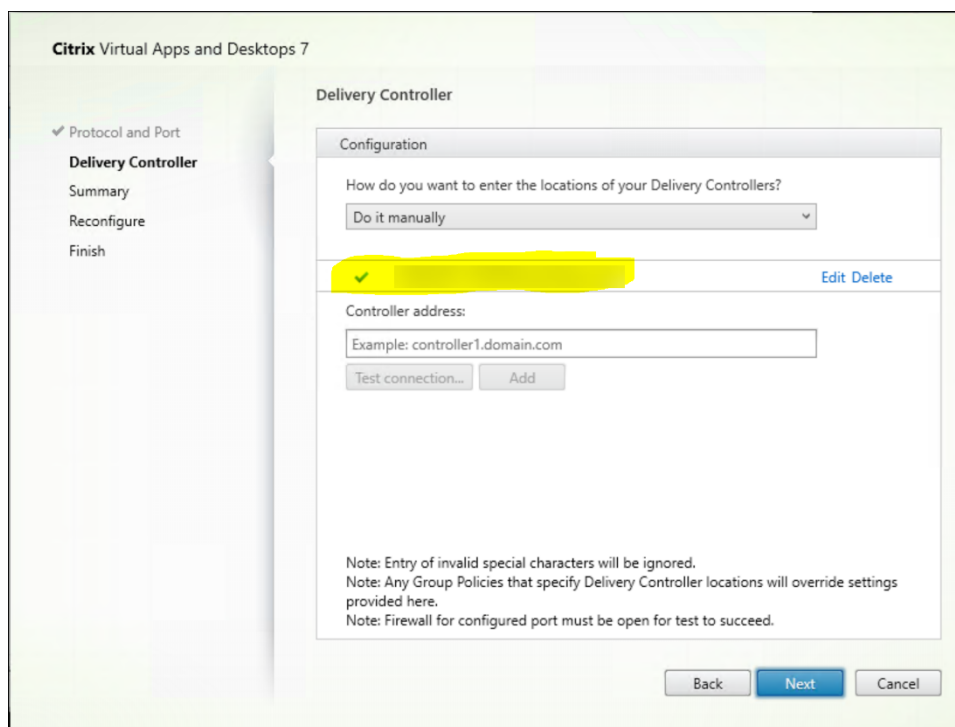 Citrix Virtual Apps and Desktops 7
Delivery Controller
Protocol and Port
Delivery Controller
Summary
Reconfigure
Finish
Configuration
How do you want to enter the locations of your Delivery Controllers?
Do it manually
Edit Delete
Controller address:
Example: controller1.domain.com
Test connection... Add
Note: Entry of invalid special characters will be ignored.
Note: Any Group Policies that specify Delivery Controller locations will override settings
provided here.
Note: Firewall for configured port must be open for test to succeed.
Back Next Cancel